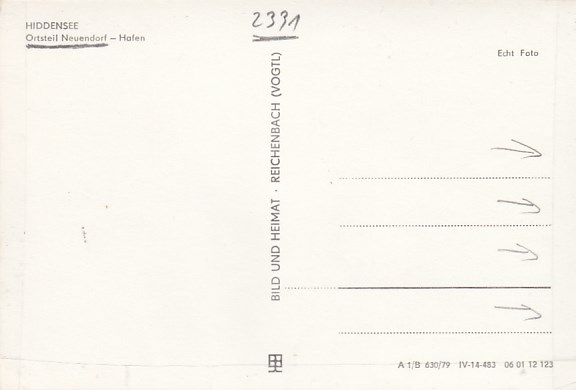 HIDDENSEE
Ortsteil Neuendorf – Hafen
2391
Echt Foto
BILD UND HEIMAT · REICHENBACH (VOGTL)
A 1/B 630/79 IV-14-483 06 01 12 123